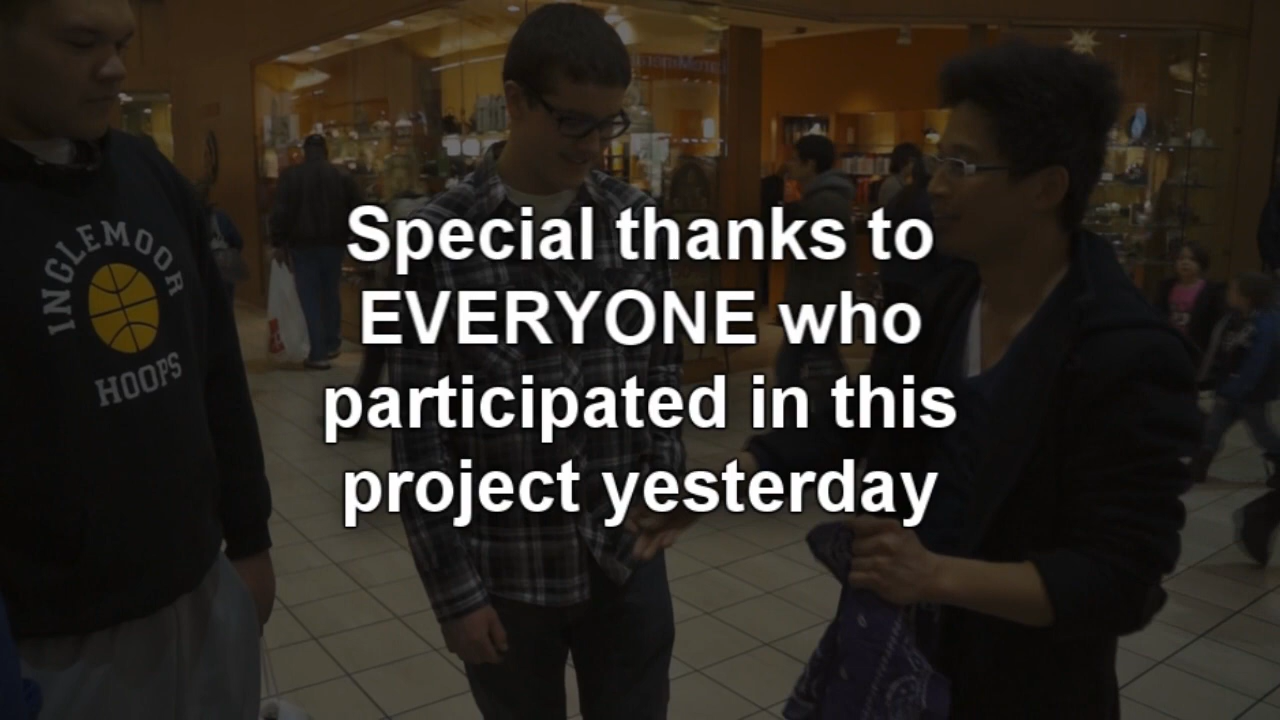 INGLEMOOR
HOOPS
Special thanks to
EVERYONE who
participated in this
project yesterday